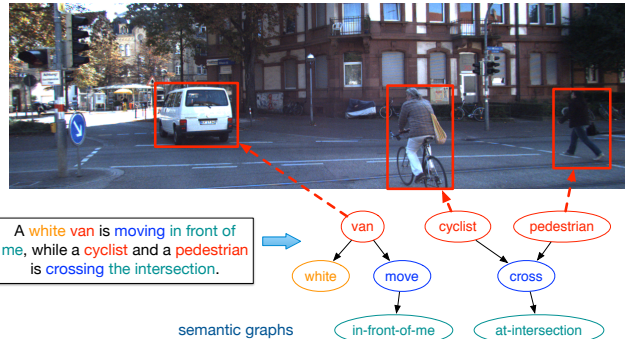 A white van is moving in front of
me, while a cyclist and a pedestrian
is crossing the intersection.
van
cyclist
pedestrian
white
move
cross
semantic graphs
in-front-of-me
at-intersection